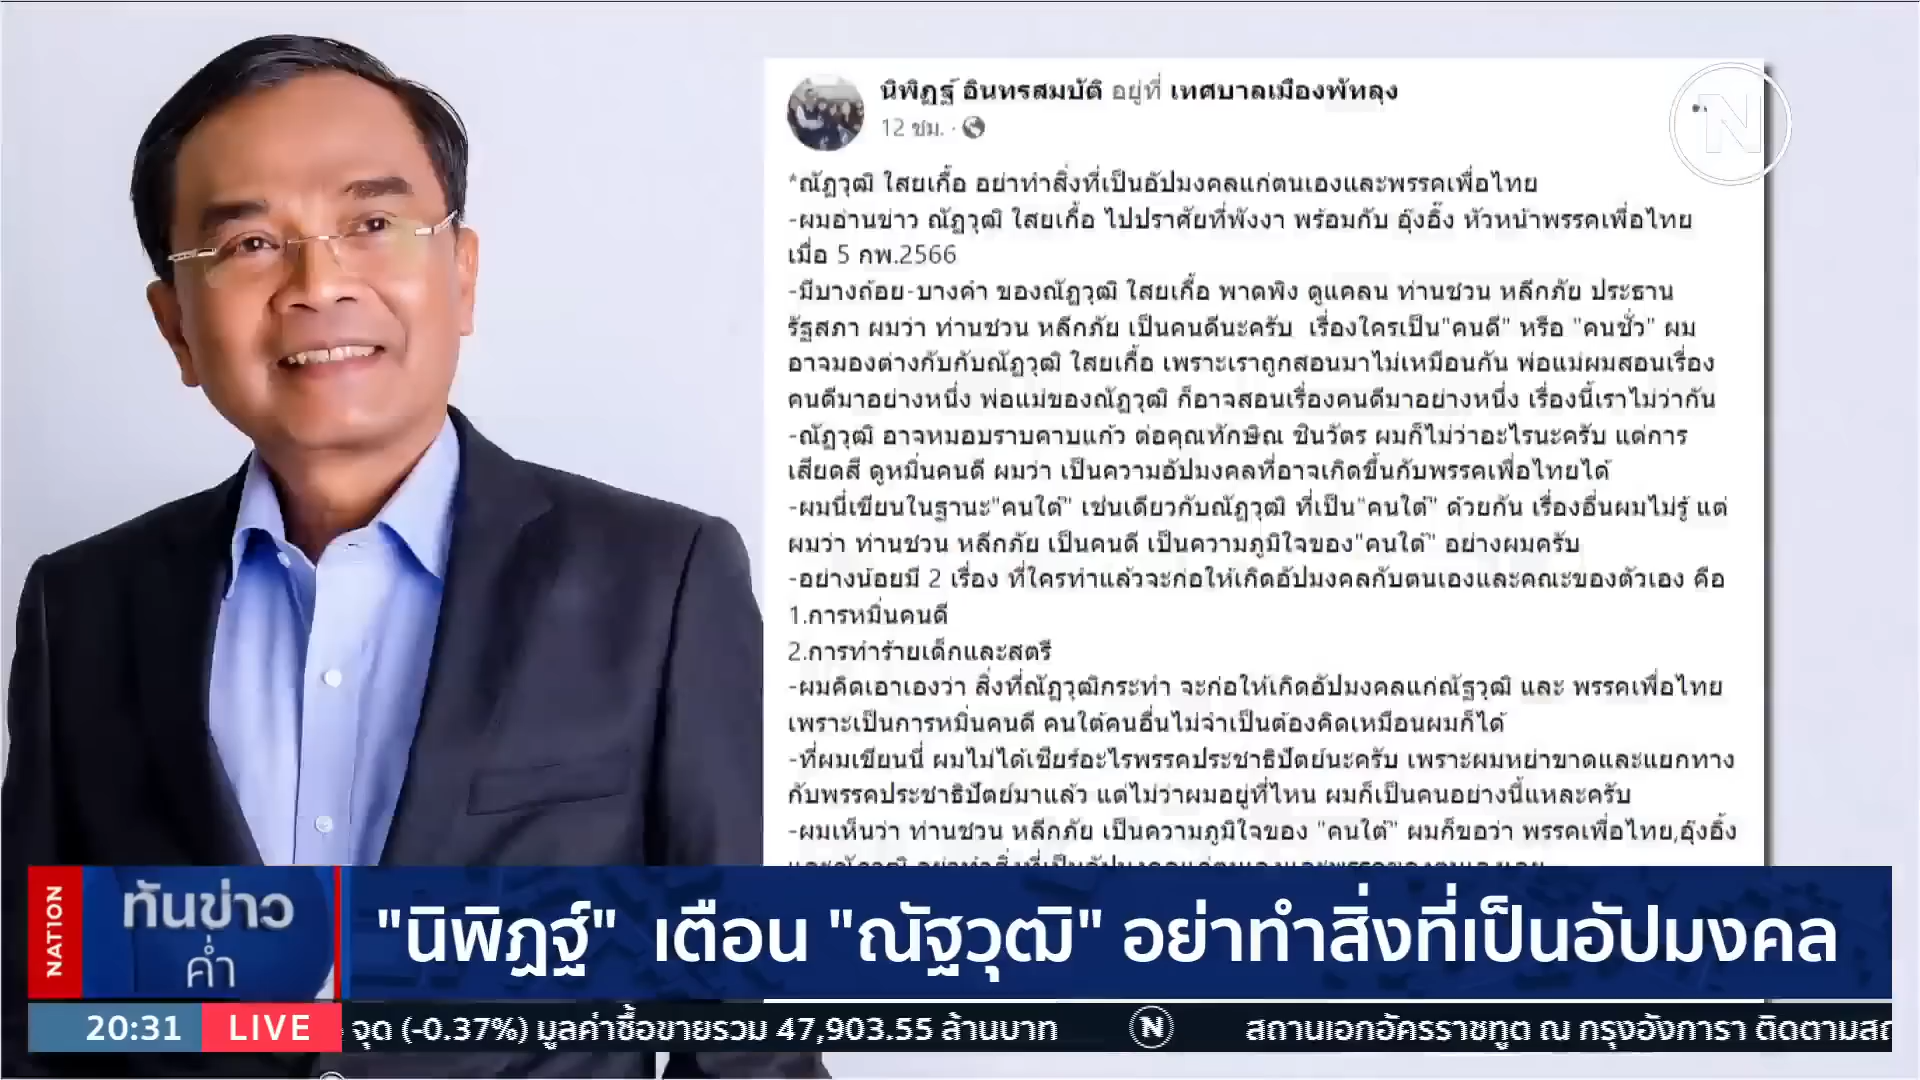 นิพิฏฐ์ อินทรสมบัติ อยู่ที่ เทศบาลเมืองพัทลุง
12 ชม.
N
*ณัฏวุฒิ ใสยเกื้อ อย่าทำสิ่งที่เป็นอัปมงคลแก่ตนเองและพรรคเพื่อไทย
-ผมอ่านข่าว ณัฏวุฒิ ใสยเกื้อ ไปปราศัยที่พังงา พร้อมกับ อุ๊งอิ๊ง หัวหน้าพรรคเพื่อไทย
เมื่อ 5 กพ.2566
-มีบางถ้อย-บางคำ ของณัฏวุฒิ ใสยเกื้อ พาดพิง ดูแคลน ท่านชวน หลีกภัย ประธาน
รัฐสภา ผมว่า ท่านชวน หลีกภัย เป็นคนดีนะครับ เรื่องใครเป็น"คนดี" หรือ "คนชั่ว" ผม
อาจมองต่างกับกับณัฏวุฒิ ใสยเกื้อ เพราะเราถูกสอนมาไม่เหมือนกัน พ่อแม่ผมสอนเรื่อง
คนดีมาอย่างหนึ่ง พ่อแม่ของณัฏวุฒิ ก็อาจสอนเรื่องคนดีมาอย่างหนึ่ง เรื่องนี้เราไม่ว่ากัน
-ณัฏวุฒิ อาจหมอบราบคาบแก้ว ต่อคุณทักษิณ ชินวัตร ผมก็ไม่ว่าอะไรนะครับ แต่การ
เสียดสี ดูหมิ่นคนดี ผมว่า เป็นความอัปมงคลที่อาจเกิดขึ้นกับพรรคเพื่อไทยได้
-ผมนี่เขียนในฐานะ"คนใต้" เช่นเดียวกับณัฏวุฒิ ที่เป็น"คนใต้" ด้วยกัน เรื่องอื่นผมไม่รู้ แต่
ผมว่า ท่านชวน หลีกภัย เป็นคนดี เป็นความภูมิใจของ"คนใต้" อย่างผมครับ
-อย่างน้อยมี 2 เรื่อง ที่ใครทำแล้วจะก่อให้เกิดอัปมงคลกับตนเองและคณะของตัวเอง คือ
1.การหมิ่นคนดี
2.การทำร้ายเด็กและสตรี
-ผมคิดเอาเองว่า สิ่งที่ณัฏวุฒิกระทำ จะก่อให้เกิดอัปมงคลแก่ณัฐวุฒิ และ พรรคเพื่อไทย
เพราะเป็นการหมิ่นคนดี คนใต้คนอื่นไม่จำเป็นต้องคิดเหมือนผมก็ได้
-ที่ผมเขียนนี่ ผมไม่ได้เชียร์อะไรพรรคประชาธิปัตย์นะครับ เพราะผมหย่าขาดและแยกทาง
กับพรรคประชาธิปัตย์มาแล้ว แต่ไม่ว่าผมอยู่ที่ไหน ผมก็เป็นคนอย่างนี้แหละครับ
-ผมเห็นว่า ท่านชวน หลีกภัย เป็นความภูมิใจของ "คนใต้" ผมก็ขอว่า พรรคเพื่อไทย,อุ๊งอิ๊ง
NATION
ทันข่าว
ค่ำ
"นิพิฏฐ์" เตือน "ณัฐวุฒิ" อย่าทำสิ่งที่เป็นอัปมงคล
20:31 LIVE
จุด (-0.37%) มูลค่าซื้อขายรวม 47,903.55 ล้านบาท N สถานเอกอัครราชทูต ณ กรุงอังการา ติดตาม